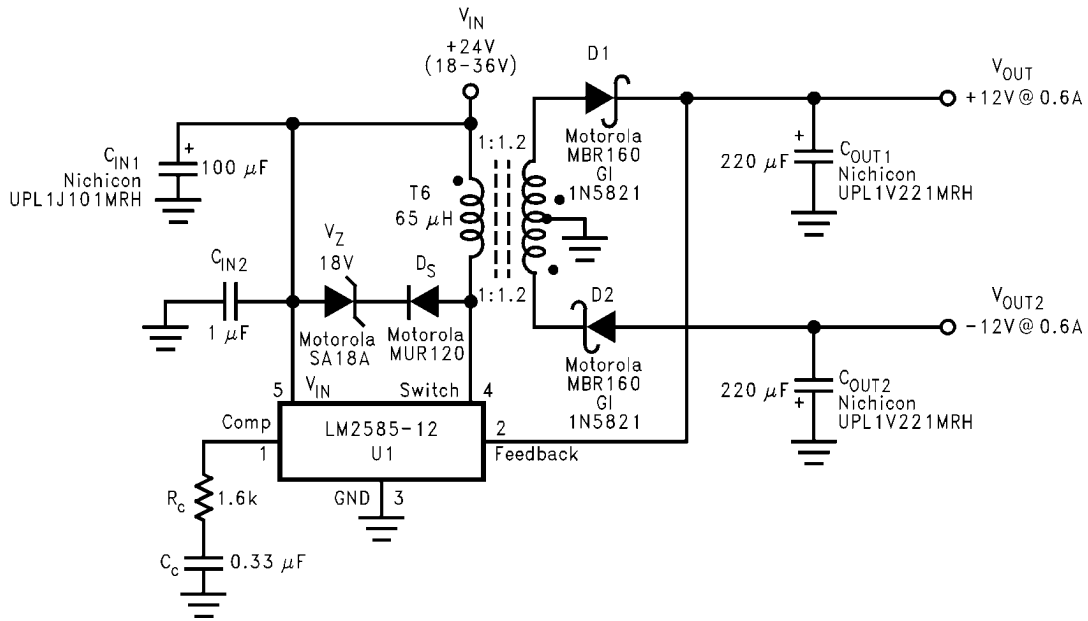 V_IN
+24V
(18-36V)
D1
V_OUT
+12V @ 0.6A
C_IN1
Nichicon
UPL1J101MRH
+
100 µF
1:1.2
Motorola
MBR160
GI
1N5821
T6
65 µH
+
220 µF
C_OUT1
Nichicon
UPL1V221MRH
V_Z
18V
D_S
1:1.2
D2
V_OUT2
-12V @ 0.6A
C_IN2
1 µF
Motorola
SA18A
Motorola
MUR120
Motorola
MBR160
GI
1N5821
220 µF
+
C_OUT2
Nichicon
UPL1V221MRH
5
V_IN
Switch
4
Comp
1
LM2585-12
U1
2
Feedback
GND
3
R_c
1.6k
C_c
0.33 µF